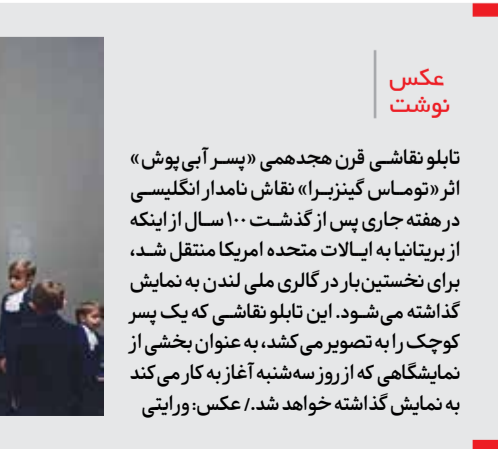 عکس
نوشت
تابلو نقاشی قرن هجدهمی «پسر آبی‌پوش»
اثر «توماس گینزبرا» نقاش نامدار انگلیسی
در هفته جاری پس از گذشت ۱۰۰ سال از اینکه
از بریتانیا به ایالات متحده امریکا منتقل شد،
برای نخستین‌بار در گالری ملی لندن به نمایش
گذاشته می‌شود. این تابلو نقاشی که یک پسر
کوچک را به تصویر می‌کشد، به عنوان بخشی از
نمایشگاهی که از روز سه‌شنبه آغاز به کار می‌کند
به نمایش گذاشته خواهد شد./ عکس: ورایتی